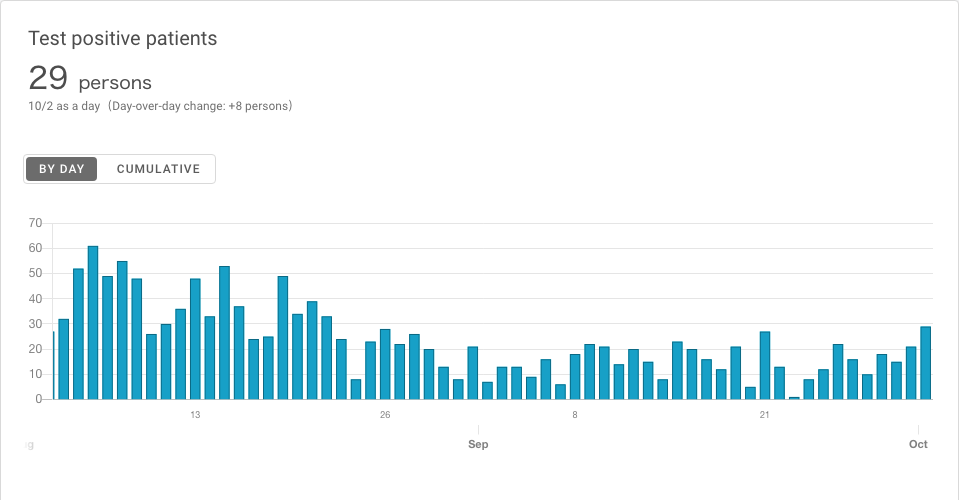 Test positive patients
29 persons
10/2 as a day（Day-over-day change: +8 persons）
BY DAY CUMULATIVE
70
60
50
40
30
20
10
0
13 26 8 21
Sep Oct